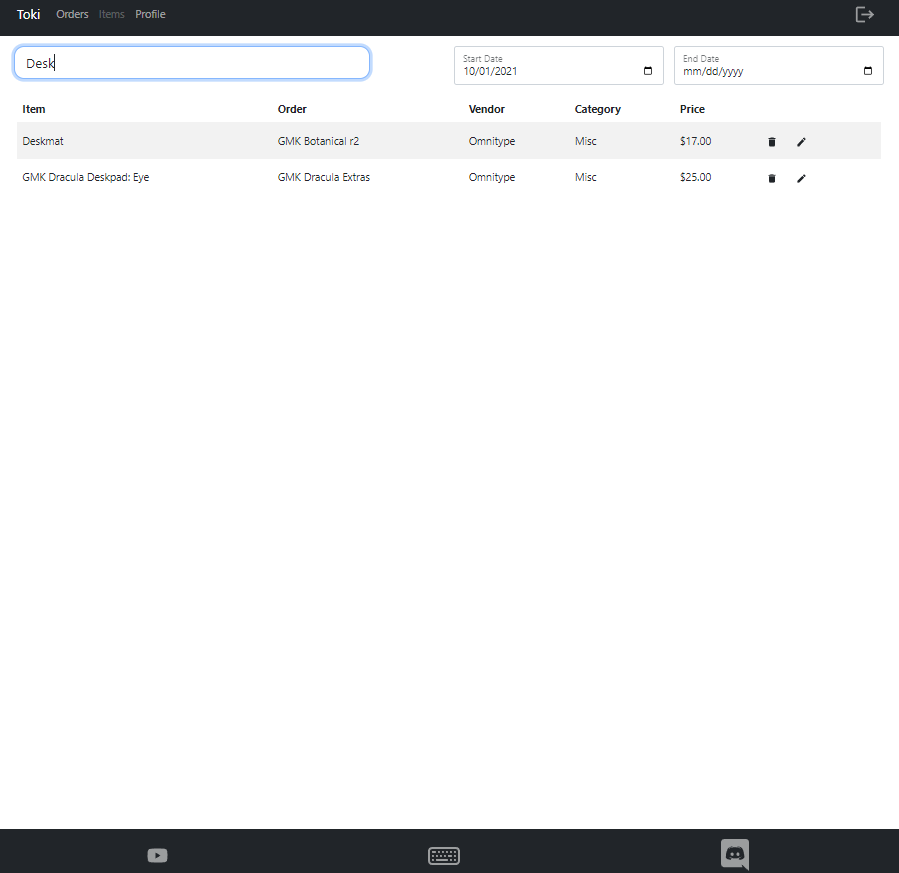 Toki Orders Items Profile
Desk
Start Date
10/01/2021
End Date
mm/dd/yyyy
Item Order Vendor Category Price
Deskmat GMK Botanical r2 Omnitype Misc $17.00
GMK Dracula Deskpad: Eye GMK Dracula Extras Omnitype Misc $25.00